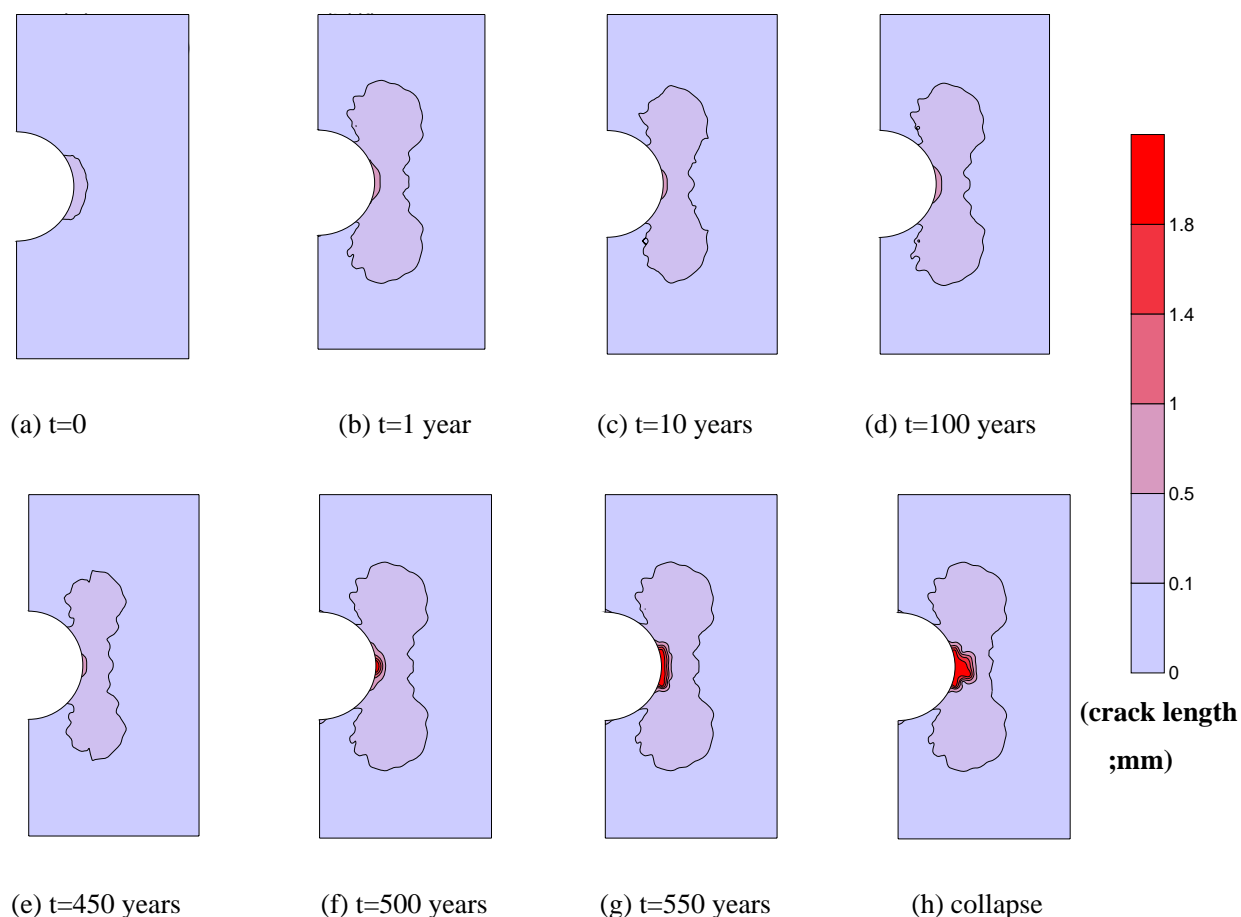 (a) t=0
(b) t=1 year
(c) t=10 years
(d) t=100 years
1.8
1.4
1
0.5
0.1
0
(crack length
;mm)
(e) t=450 years
(f) t=500 years
(g) t=550 years
(h) collapse